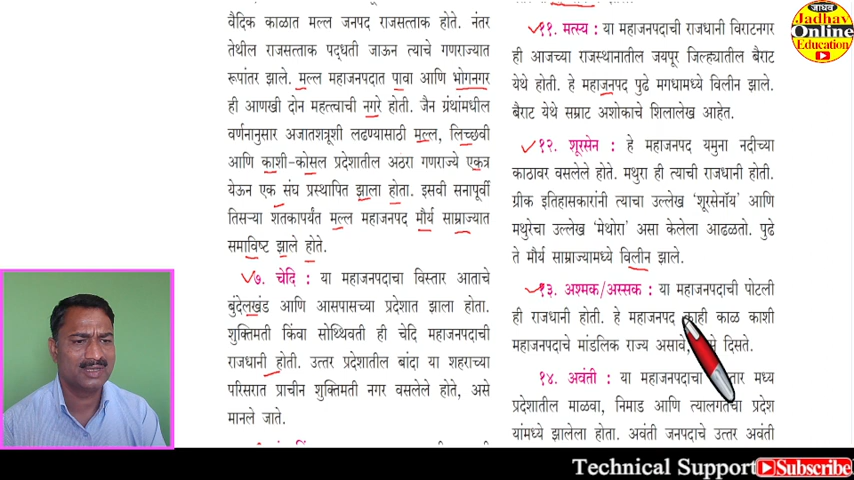 वैदिक काळात मल्ल जनपद राजसत्ताक होते. नंतर
तेथील राजसत्ताक पद्धती जाऊन त्याचे गणराज्यात
रूपांतर झाले. मल्ल महाजनपदात पावा आणि भोगनगर
ही आणखी दोन महत्त्वाची नगरे होती. जैन ग्रंथांमधील
वर्णनानुसार अजातशत्रूशी लढण्यासाठी मल्ल, लिच्छवी
आणि काशी-कोसल प्रदेशातील अठरा गणराज्ये एकत्र
येऊन एक संघ प्रस्थापित झाला होता. इसवी सनापूर्वी
तिसऱ्या शतकापर्यंत मल्ल महाजनपद मौर्य साम्राज्यात
समाविष्ट झाले होते.
७. चेदि : या महाजनपदाचा विस्तार आताचे
बुंदेलखंड आणि आसपासच्या प्रदेशात झाला होता.
शुक्तिमती किंवा सोत्थिवती ही चेदि महाजनपदाची
राजधानी होती. उत्तर प्रदेशातील बांदा या शहराच्या
परिसरात प्राचीन शुक्तिमती नगर वसलेले होते, असे
मानले जाते.
११. मत्स्य : या महाजनपदाची राजधानी विराटनगर
ही आजच्या राजस्थानातील जयपूर जिल्ह्यातील बैराट
येथे होती. हे महाजनपद पुढे मगधामध्ये विलीन झाले.
बैराट येथे सम्राट अशोकाचे शिलालेख आहेत.
१२. शूरसेन : हे महाजनपद यमुना नदीच्या
काठावर वसलेले होते. मथुरा ही त्याची राजधानी होती.
ग्रीक इतिहासकारांनी त्याचा उल्लेख ‘शूरसेनॉय’ आणि
मथुरेचा उल्लेख ‘मेथोरा’ असा केलेला आढळतो. पुढे
ते मौर्य साम्राज्यामध्ये विलीन झाले.
१३. अश्मक/अस्सक : या महाजनपदाची पोटली
ही राजधानी होती. हे महाजनपद काही काळ काशी
महाजनपदाचे मांडलिक राज्य असावे, दिसते.
१४. अवंती : या महाजनपदाचा मध्य
प्रदेशातील माळवा, निमाड आणि त्यालगतचा प्रदेश
यांमध्ये झालेला होता. अवंती जनपदाचे उत्तर अवंती
जाधव
Jadhav
Online
Education
Technical Support
Subscribe